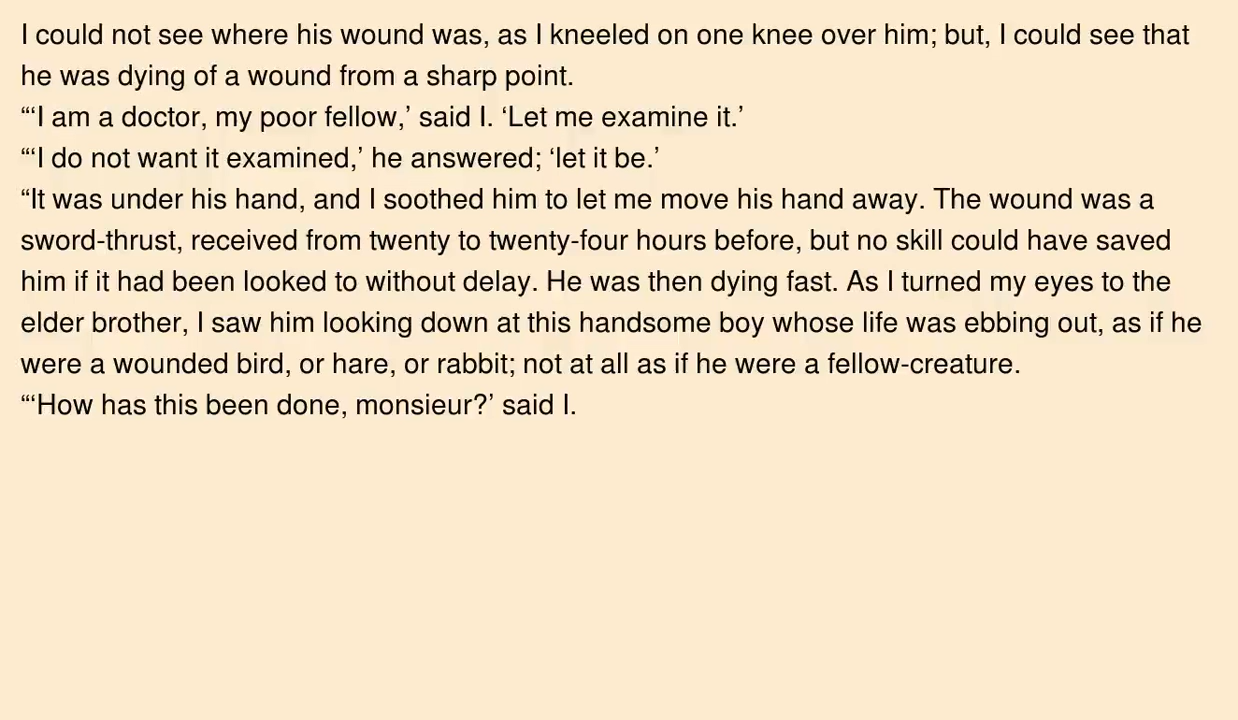 I could not see where his wound was, as I kneeled on one knee over him; but, I could see that
he was dying of a wound from a sharp point.
“‘I am a doctor, my poor fellow,’ said I. ‘Let me examine it.’
“‘I do not want it examined,’ he answered; ‘let it be.’
“It was under his hand, and I soothed him to let me move his hand away. The wound was a
sword-thrust, received from twenty to twenty-four hours before, but no skill could have saved
him if it had been looked to without delay. He was then dying fast. As I turned my eyes to the
elder brother, I saw him looking down at this handsome boy whose life was ebbing out, as if he
were a wounded bird, or hare, or rabbit; not at all as if he were a fellow-creature.
“‘How has this been done, monsieur?’ said I.